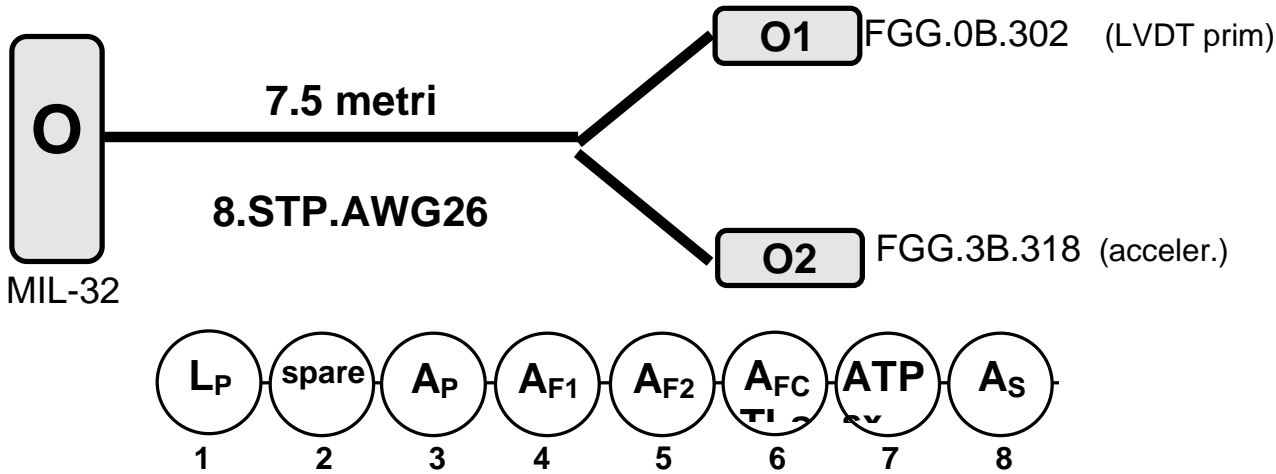 O1 FGG.0B.302 (LVDT prim)
7.5 metri
O
8.STP.AWG26
O2 FGG.3B.318 (acceler.)
MIL-32
LP spare AP AF1 AF2 AFC ATP AS
1 2 3 4 5 6 7 8